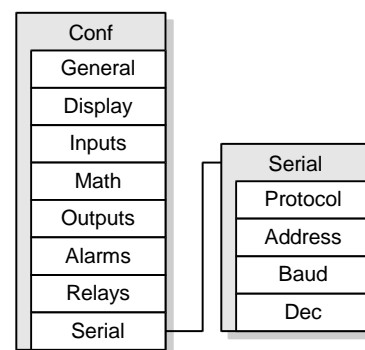 Conf
General
Display
Inputs
Math
Outputs
Alarms
Relays
Serial
Serial
Protocol
Address
Baud
Dec